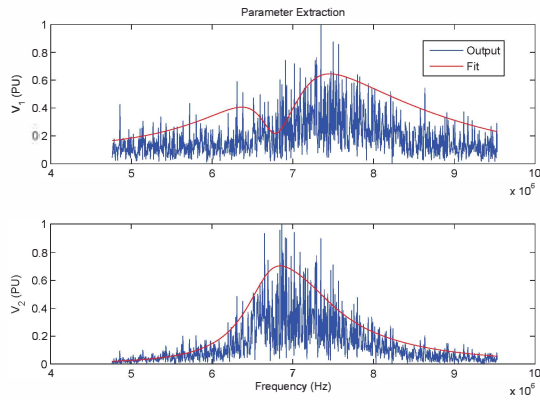 Parameter Extraction
V1 (PU)
1
0.8
0.6
0.4
0.2
0
Output
Fit
4 5 6 7 8 9 10
x 10^6
V2 (PU)
1
0.8
0.6
0.4
0.2
0
4 5 6 7 8 9 10
Frequency (Hz)
x 10^6